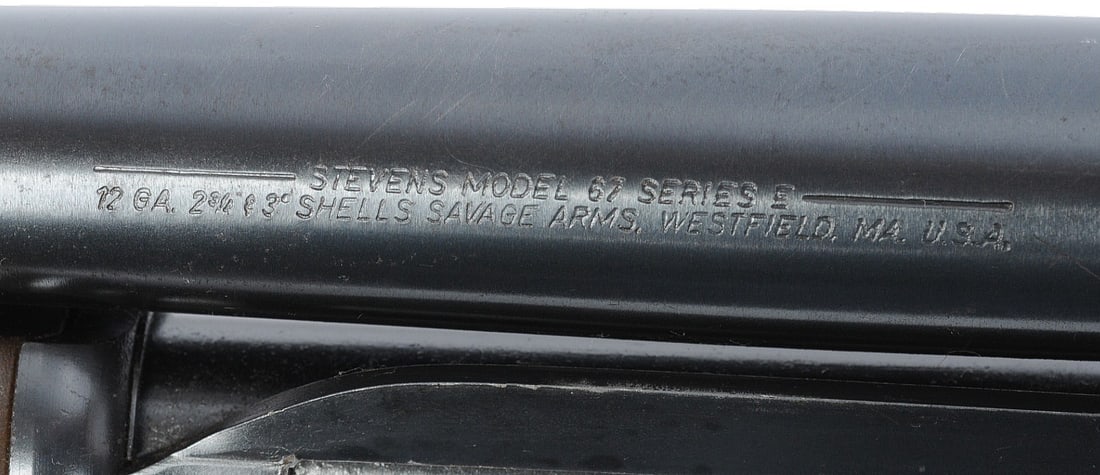 STEVENS MODEL 67 SERIES E
12 GA. 2¾" & 3" SHELLS SAVAGE ARMS, WESTFIELD, MA. U.S.A.